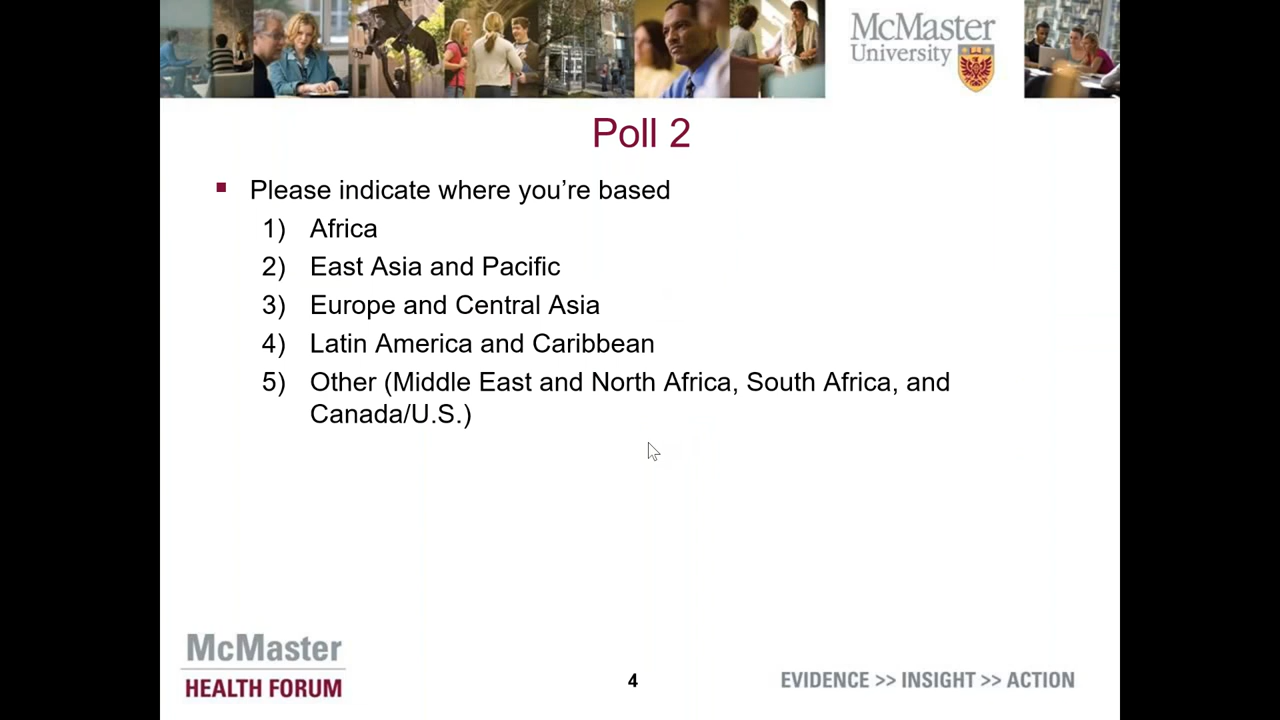 McMaster
University
Poll 2
▪ Please indicate where you’re based
1) Africa
2) East Asia and Pacific
3) Europe and Central Asia
4) Latin America and Caribbean
5) Other (Middle East and North Africa, South Africa, and
Canada/U.S.)
McMaster
HEALTH FORUM
4
EVIDENCE >> INSIGHT >> ACTION